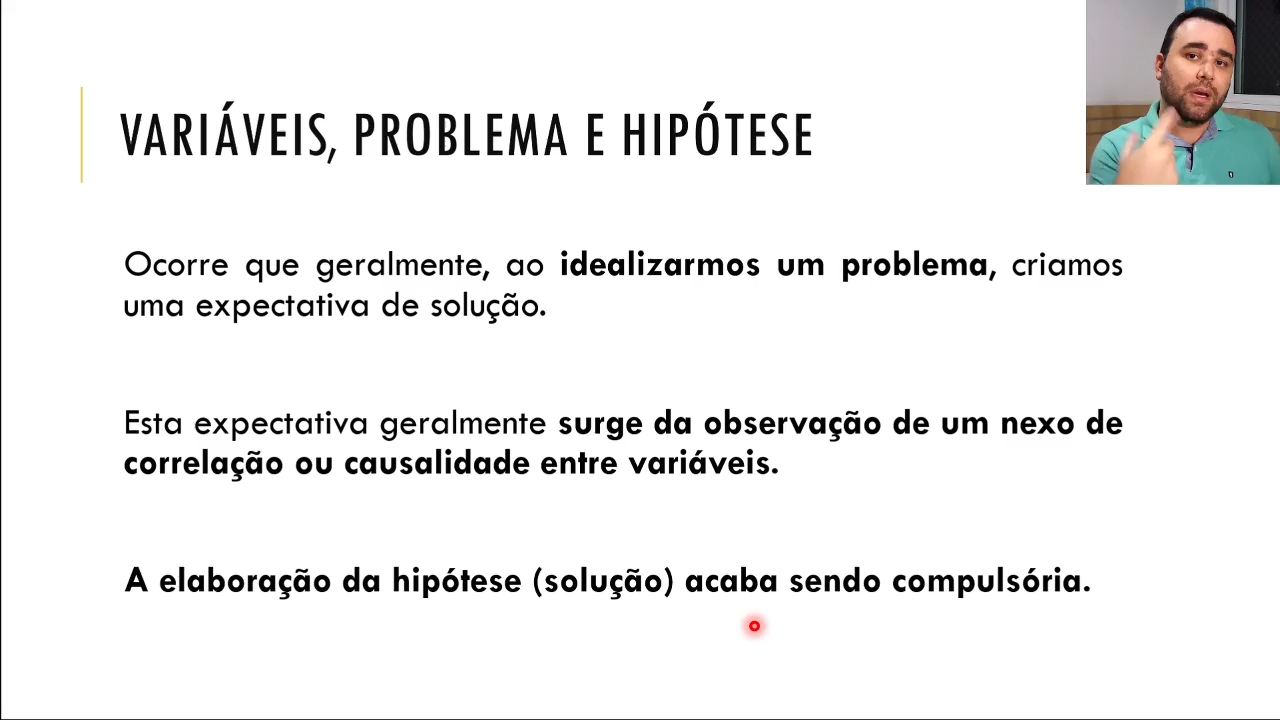 VARIÁVEIS, PROBLEMA E HIPÓTESE
Ocorre que geralmente, ao idealizarmos um problema, criamos
uma expectativa de solução.
Esta expectativa geralmente surge da observação de um nexo de
correlação ou causalidade entre variáveis.
A elaboração da hipótese (solução) acaba sendo compulsória.